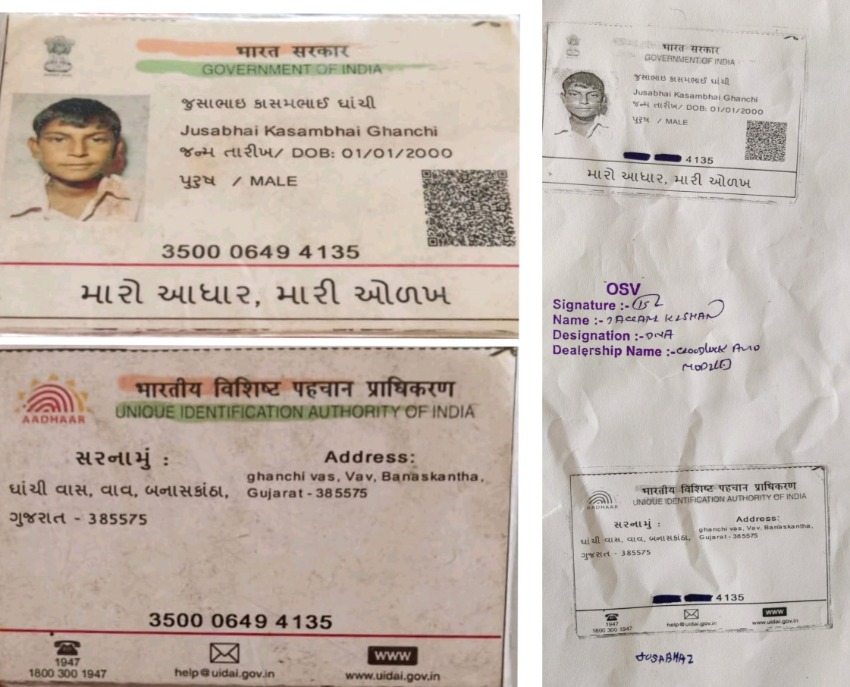 भारत सरकार
GOVERNMENT OF INDIA
જુસાભાઇ કાસમભાઈ ઘાંચી
Jusabhai Kasambhai Ghanchi
જન્મ તારીખ/ DOB: 01/01/2000
પુરુષ / MALE
3500 0649 4135
મારો આધાર, મારી ઓળખ
AADHAAR
भारतीय विशिष्ट पहचान प्राधिकरण
UNIQUE IDENTIFICATION AUTHORITY OF INDIA
સરનામું :
ઘાંચી વાસ, વાવ, બનાસકાંઠા,
ગુજરાત - 385575
Address:
ghanchi vas, Vav, Banaskantha,
Gujarat - 385575
3500 0649 4135
1947
1800 300 1947
help@uidai.gov.in
www
www.uidai.gov.in
भारत सरकार
GOVERNMENT OF INDIA
જુસાભાઇ કાસમભાઈ ઘાંચી
Jusabhai Kasambhai Ghanchi
જન્મ તારીખ/ DOB: 01/01/2000
પુરુષ / MALE
4135
મારો આધાર, મારી ઓળખ
OSV
Signature :-
Name :- KISHAN
Designation :- DNA
Dealership Name :-
AADHAAR
भारतीय विशिष्ट पहचान प्राधिकरण
UNIQUE IDENTIFICATION AUTHORITY OF INDIA
સરનામું :
ઘાંચી વાસ, વાવ, બનાસકાંઠા,
ગુજરાત - 385575
Address:
ghanchi vas, Vav, Banaskantha,
Gujarat - 385575
4135
1947
1800 300 1947
help@uidai.gov.in
www
www.uidai.gov.in